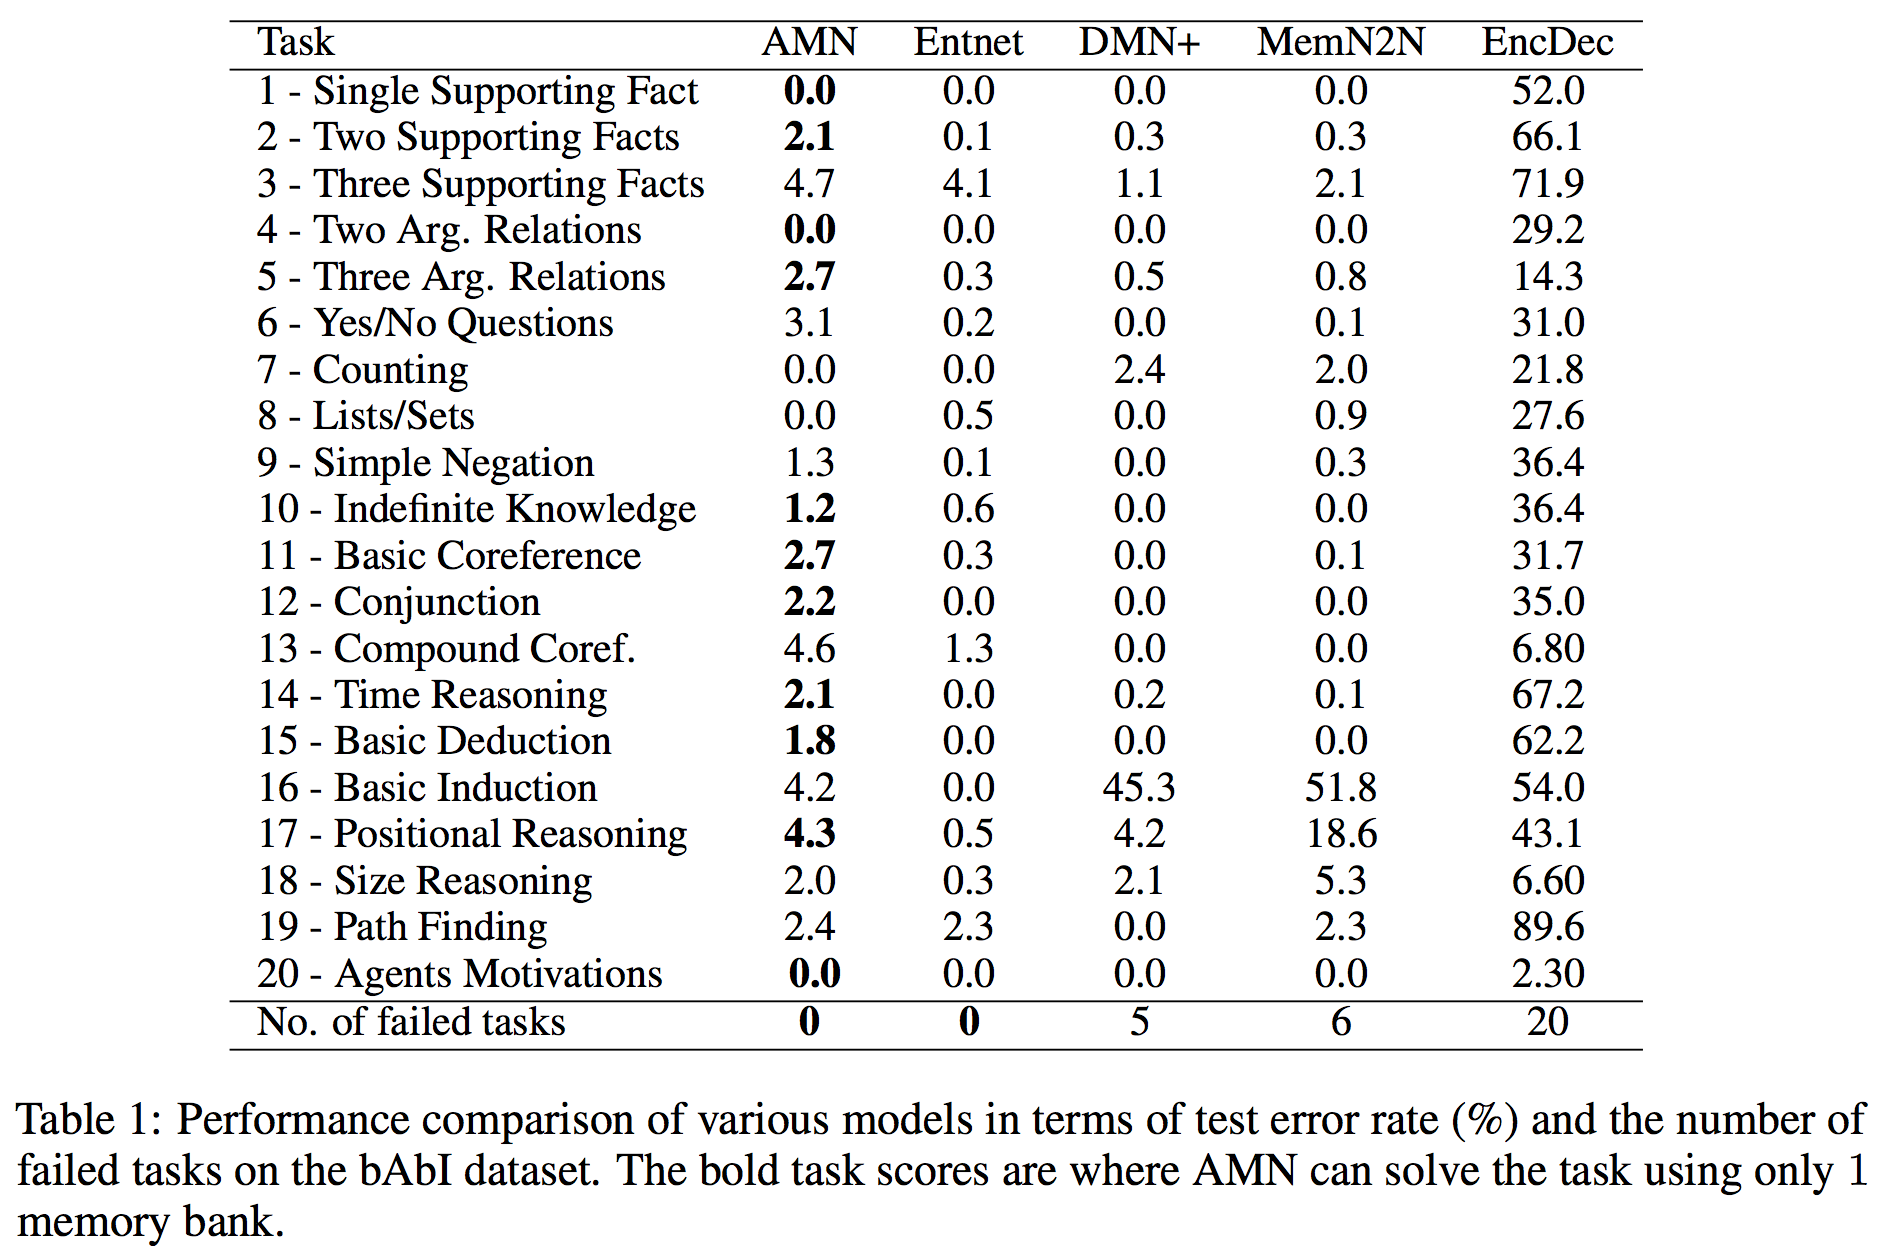 Task AMN Entnet DMN+ MemN2N EncDec
1 - Single Supporting Fact 0.0 0.0 0.0 0.0 52.0
2 - Two Supporting Facts 2.1 0.1 0.3 0.3 66.1
3 - Three Supporting Facts 4.7 4.1 1.1 2.1 71.9
4 - Two Arg. Relations 0.0 0.0 0.0 0.0 29.2
5 - Three Arg. Relations 2.7 0.3 0.5 0.8 14.3
6 - Yes/No Questions 3.1 0.2 0.0 0.1 31.0
7 - Counting 0.0 0.0 2.4 2.0 21.8
8 - Lists/Sets 0.0 0.5 0.0 0.9 27.6
9 - Simple Negation 1.3 0.1 0.0 0.3 36.4
10 - Indefinite Knowledge 1.2 0.6 0.0 0.0 36.4
11 - Basic Coreference 2.7 0.3 0.0 0.1 31.7
12 - Conjunction 2.2 0.0 0.0 0.0 35.0
13 - Compound Coref. 4.6 1.3 0.0 0.0 6.80
14 - Time Reasoning 2.1 0.0 0.2 0.1 67.2
15 - Basic Deduction 1.8 0.0 0.0 0.0 62.2
16 - Basic Induction 4.2 0.0 45.3 51.8 54.0
17 - Positional Reasoning 4.3 0.5 4.2 18.6 43.1
18 - Size Reasoning 2.0 0.3 2.1 5.3 6.60
19 - Path Finding 2.4 2.3 0.0 2.3 89.6
20 - Agents Motivations 0.0 0.0 0.0 0.0 2.30
No. of failed tasks 0 0 5 6 20
Table 1: Performance comparison of various models in terms of test error rate (%) and the number of
failed tasks on the bAbI dataset. The bold task scores are where AMN can solve the task using only 1
memory bank.